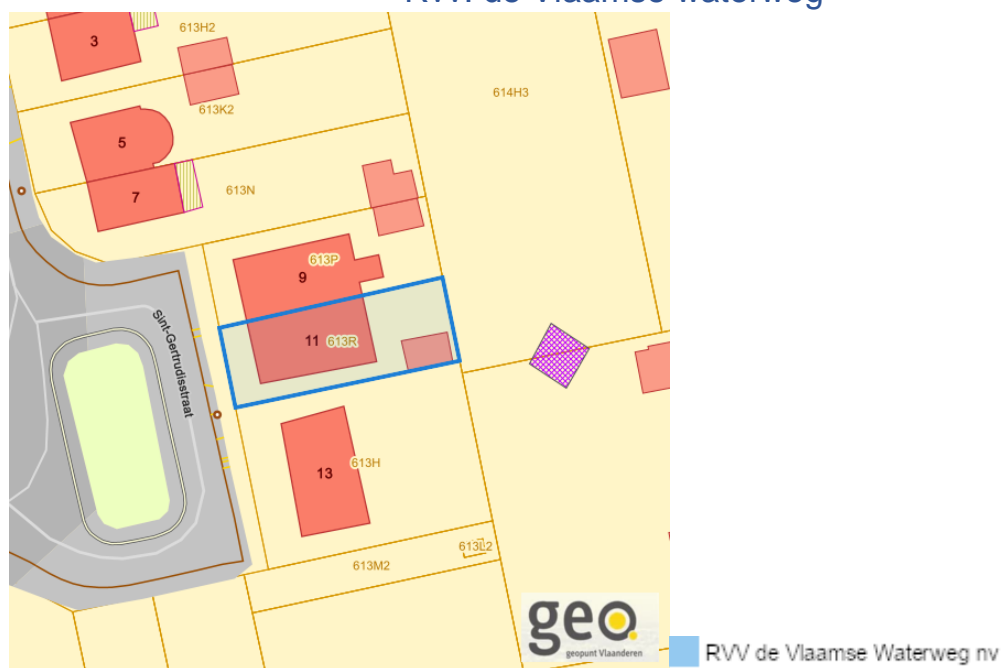 RVV de Vlaamse waterweg
613H2
3
613K2
614H3
5
7
613N
613P
9
11 613R
Sint-Gertrudisstraat
13
613H
613L2
613M2
geo.
geopunt Vlaanderen
RVV de Vlaamse Waterweg nv